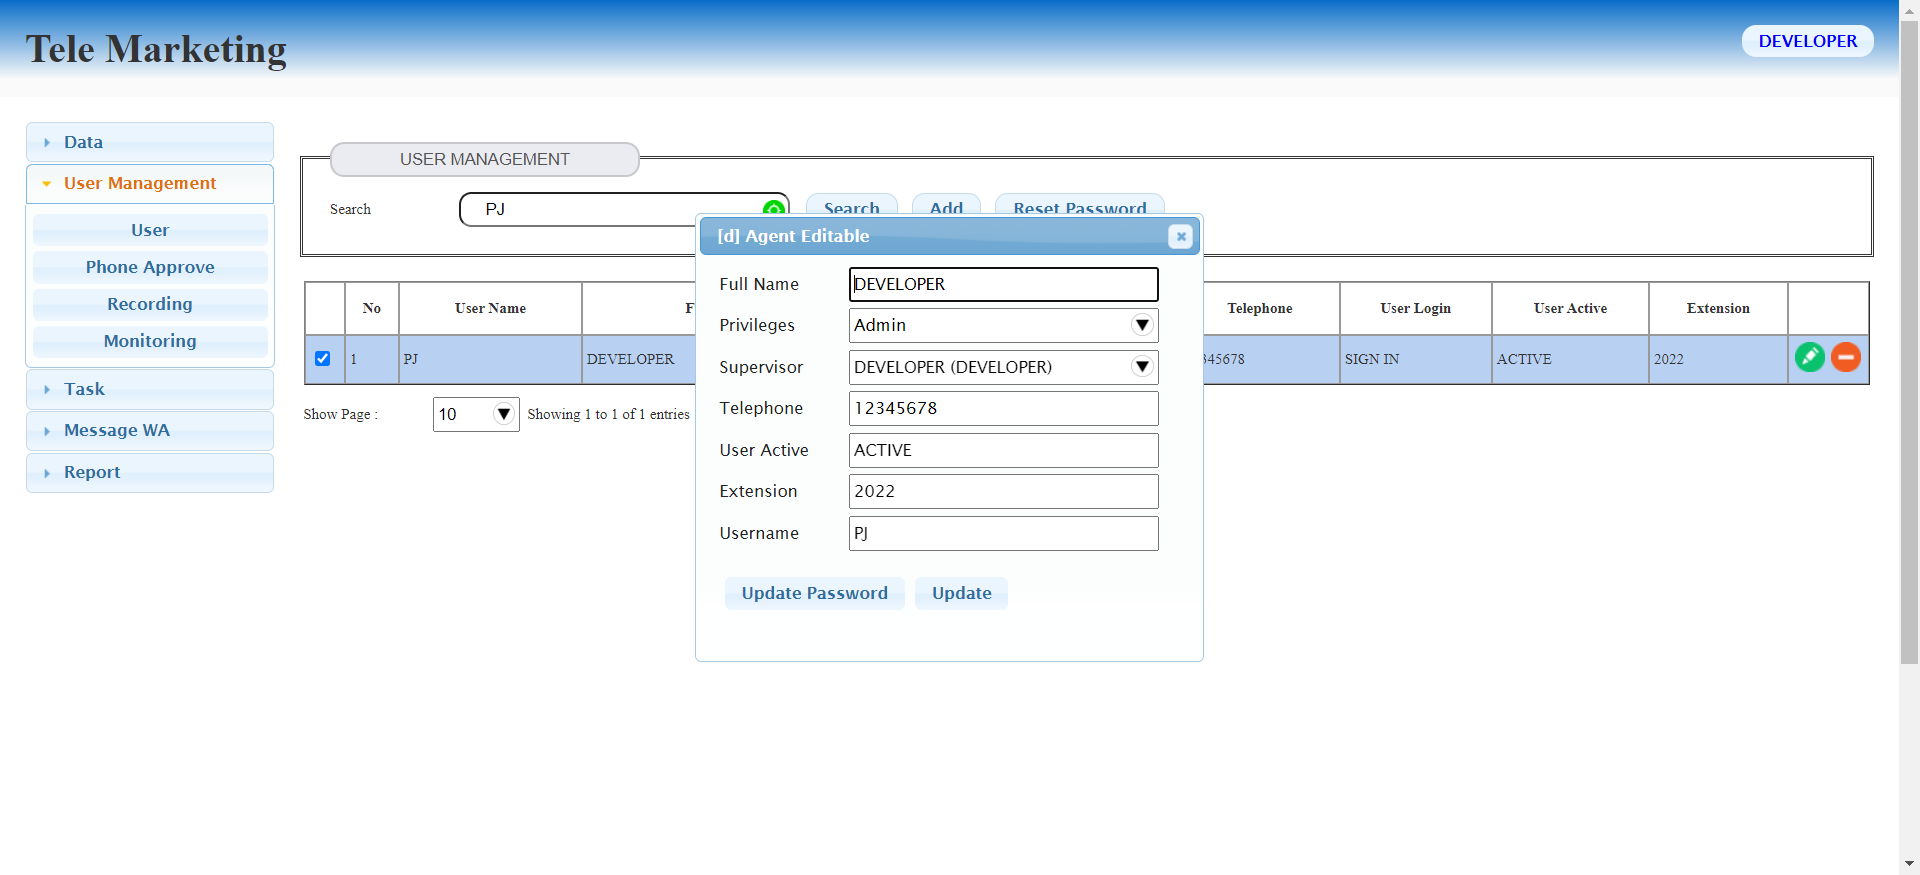 Tele Marketing
DEVELOPER
Data
User Management
User
Phone Approve
Recording
Monitoring
Task
Message WA
Report
USER MANAGEMENT
Search PJ Search Add Reset Password
[d] Agent Editable
Full Name DEVELOPER
Privileges Admin
Supervisor DEVELOPER (DEVELOPER)
Telephone 12345678
User Active ACTIVE
Extension 2022
Username PJ
Update Password Update
No User Name F Telephone User Login User Active Extension
1 PJ DEVELOPER 345678 SIGN IN ACTIVE 2022
Show Page : 10 Showing 1 to 1 of 1 entries